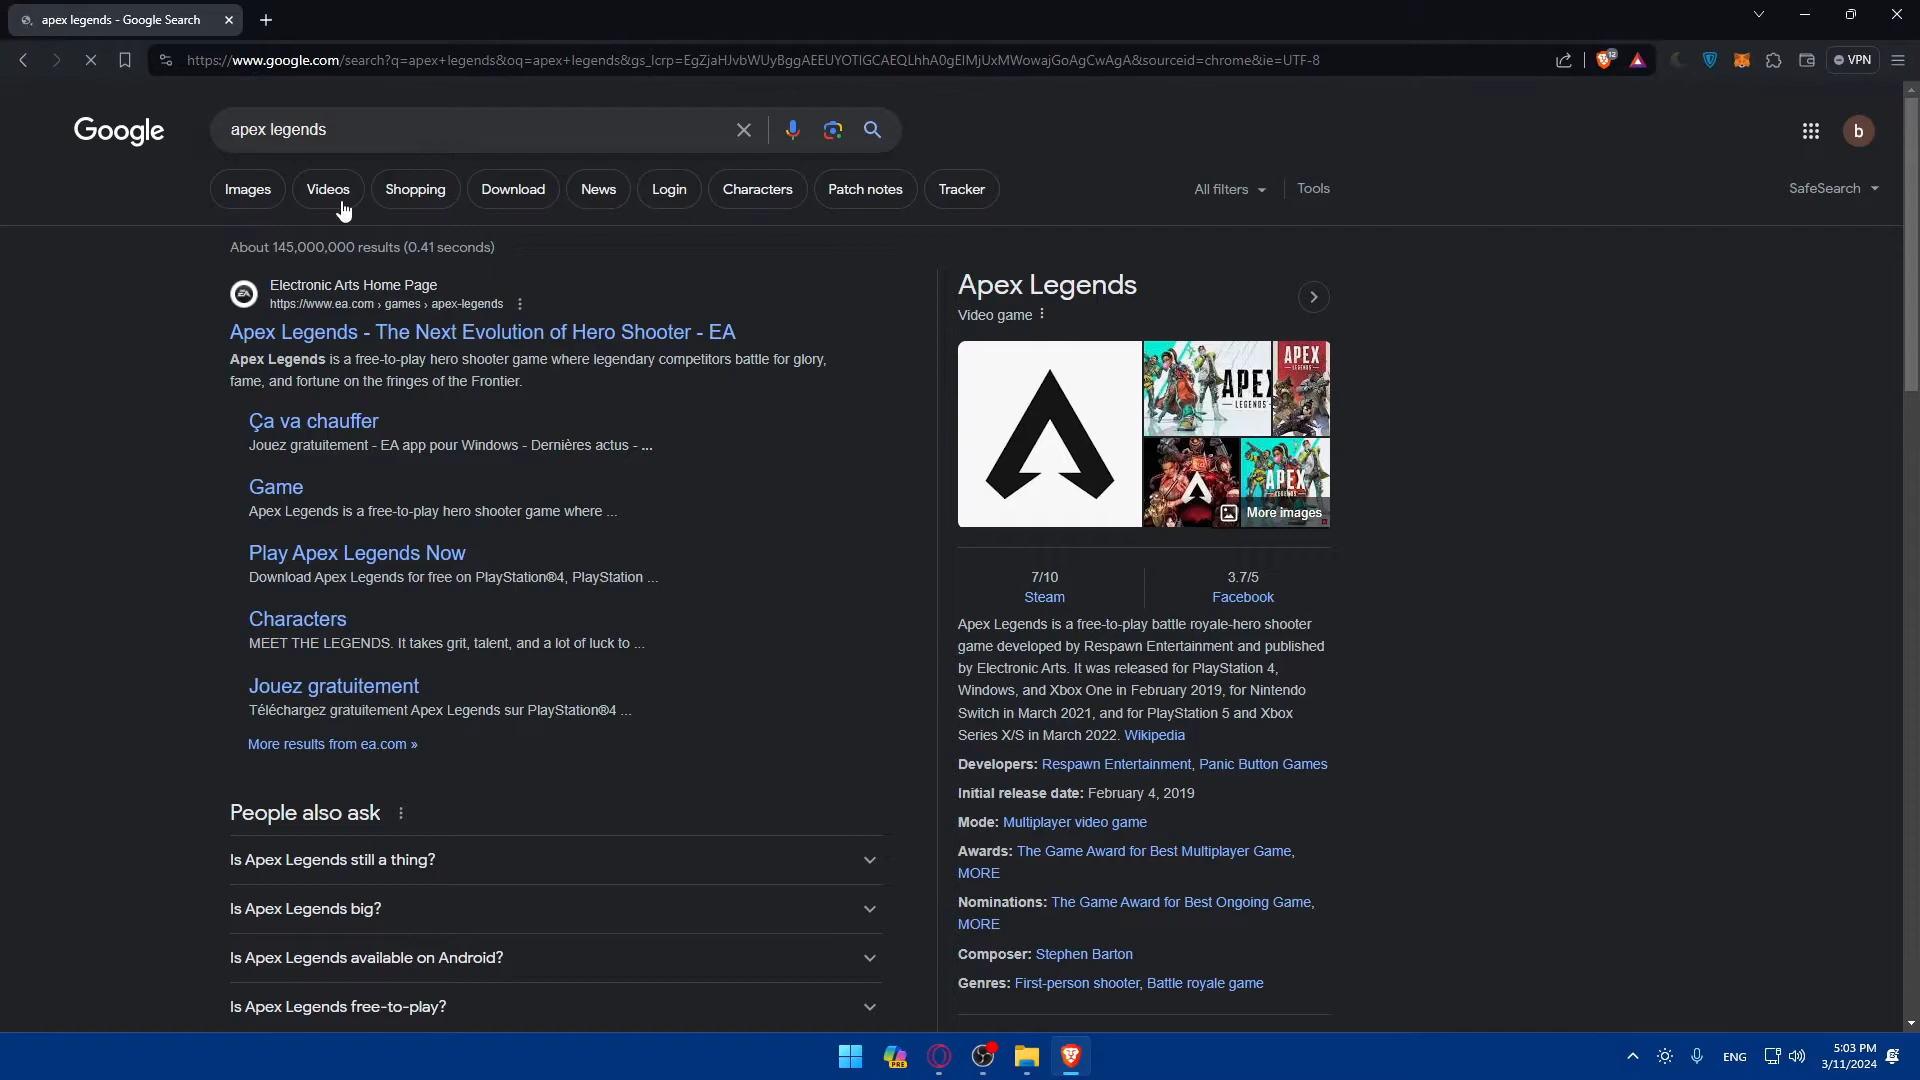 apex legends - Google Search
https://www.google.com/search?q=apex+legends&oq=apex+legends&gs_lcrp=EgZjaHJvbWUyBggAEEUYOTIGCAEQLhhA0gEIMjUxMWowajGoAgCwAgA&sourceid=chrome&ie=UTF-8
12
VPN
Google
apex legends
b
Images
Videos
Shopping
Download
News
Login
Characters
Patch notes
Tracker
All filters
Tools
SafeSearch
About 145,000,000 results (0.41 seconds)
EA
Electronic Arts Home Page
https://www.ea.com › games › apex-legends
Apex Legends - The Next Evolution of Hero Shooter - EA
Apex Legends is a free-to-play hero shooter game where legendary competitors battle for glory,
fame, and fortune on the fringes of the Frontier.
Ça va chauffer
Jouez gratuitement - EA app pour Windows - Dernières actus - ...
Game
Apex Legends is a free-to-play hero shooter game where ...
Play Apex Legends Now
Download Apex Legends for free on PlayStation®4, PlayStation ...
Characters
MEET THE LEGENDS. It takes grit, talent, and a lot of luck to ...
Jouez gratuitement
Téléchargez gratuitement Apex Legends sur PlayStation®4 ...
More results from ea.com »
People also ask
Is Apex Legends still a thing?
Is Apex Legends big?
Is Apex Legends available on Android?
Is Apex Legends free-to-play?
Apex Legends
Video game
APEX
LEGENDS
APEX
LEGENDS
APEX
More images
7/10
Steam
3.7/5
Facebook
Apex Legends is a free-to-play battle royale-hero shooter
game developed by Respawn Entertainment and published
by Electronic Arts. It was released for PlayStation 4,
Windows, and Xbox One in February 2019, for Nintendo
Switch in March 2021, and for PlayStation 5 and Xbox
Series X/S in March 2022. Wikipedia
Developers: Respawn Entertainment, Panic Button Games
Initial release date: February 4, 2019
Mode: Multiplayer video game
Awards: The Game Award for Best Multiplayer Game,
MORE
Nominations: The Game Award for Best Ongoing Game,
MORE
Composer: Stephen Barton
Genres: First-person shooter, Battle royale game
PRE
ENG
5:03 PM
3/11/2024